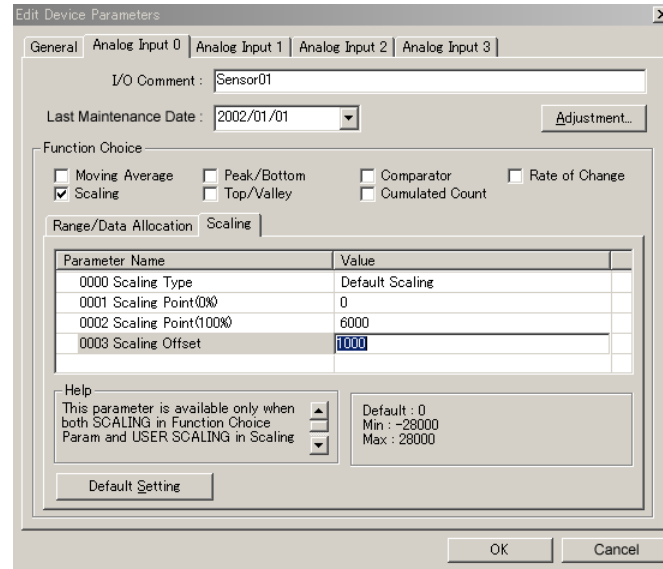 Edit Device Parameters
General Analog Input 0 Analog Input 1 Analog Input 2 Analog Input 3
I/O Comment : Sensor01
Last Maintenance Date : 2002/01/01 Adjustment...
Function Choice
Moving Average Peak/Bottom Comparator Rate of Change
Scaling Top/Valley Cumulated Count
Range/Data Allocation Scaling
Parameter Name Value
0000 Scaling Type Default Scaling
0001 Scaling Point(0%) 0
0002 Scaling Point(100%) 6000
0003 Scaling Offset 1000
Help
This parameter is available only when
both SCALING in Function Choice
Param and USER SCALING in Scaling
Default : 0
Min : -28000
Max : 28000
Default Setting
OK Cancel